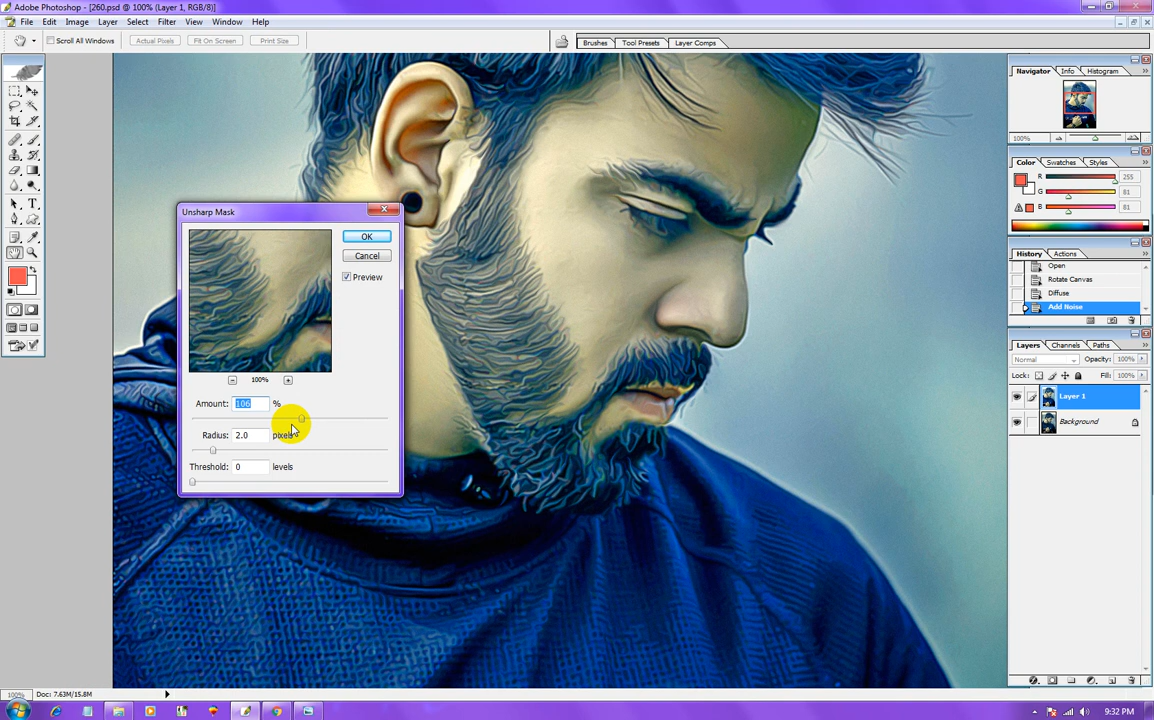 Adobe Photoshop - [260.psd @ 100% (Layer 1, RGB/8)]
File Edit Image Layer Select Filter View Window Help
Scroll All Windows Actual Pixels Fit On Screen Print Size Brushes Tool Presets Layer Comps
Navigator Info Histogram
100%
Color Swatches Styles
R 255
G 81
B 81
History Actions
Open
Rotate Canvas
Diffuse
Add Noise
Layers Channels Paths
Normal Opacity: 100%
Lock: Fill: 100%
Layer 1
Background
Unsharp Mask
OK
Cancel
Preview
100%
Amount: 106 %
Radius: 2.0 pixels
Threshold: 0 levels
100% Doc: 7.63M/15.8M
9:32 PM